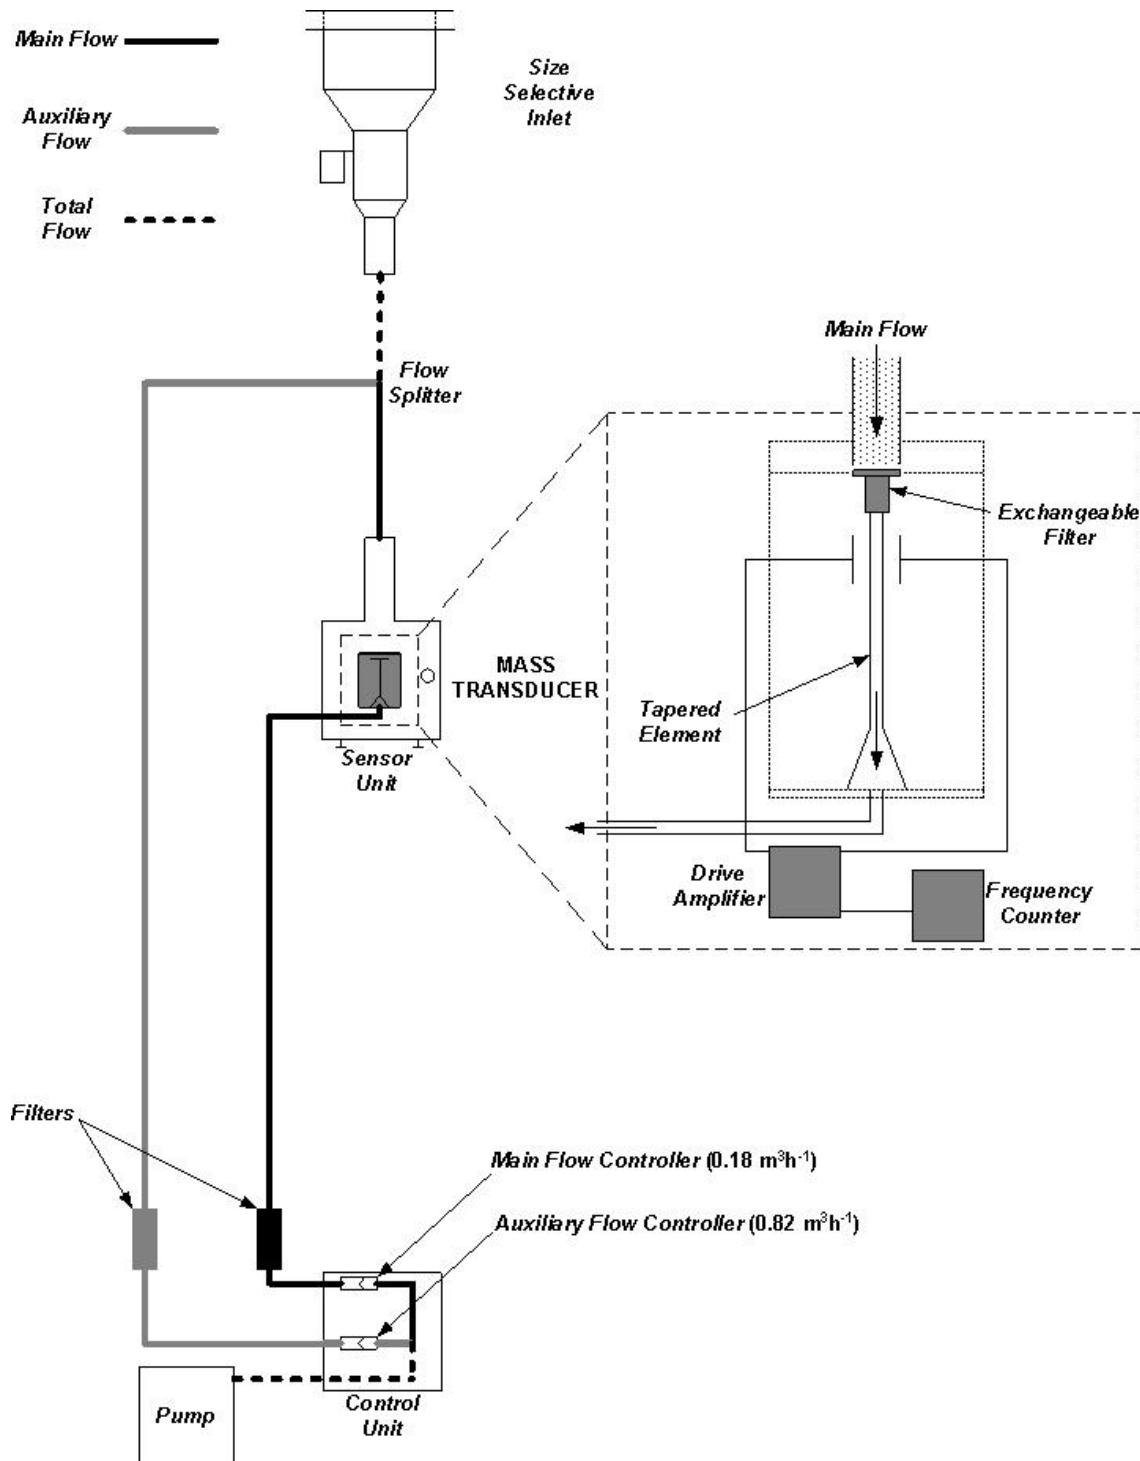 Main Flow
Auxiliary
Flow
Total
Flow
Size
Selective
Inlet
Flow
Splitter
Main Flow
Exchangeable
Filter
MASS
TRANSDUCER
Tapered
Element
Sensor
Unit
Drive
Amplifier
Frequency
Counter
Filters
Main Flow Controller (0.18 m³h⁻¹)
Auxiliary Flow Controller (0.82 m³h⁻¹)
Pump
Control
Unit